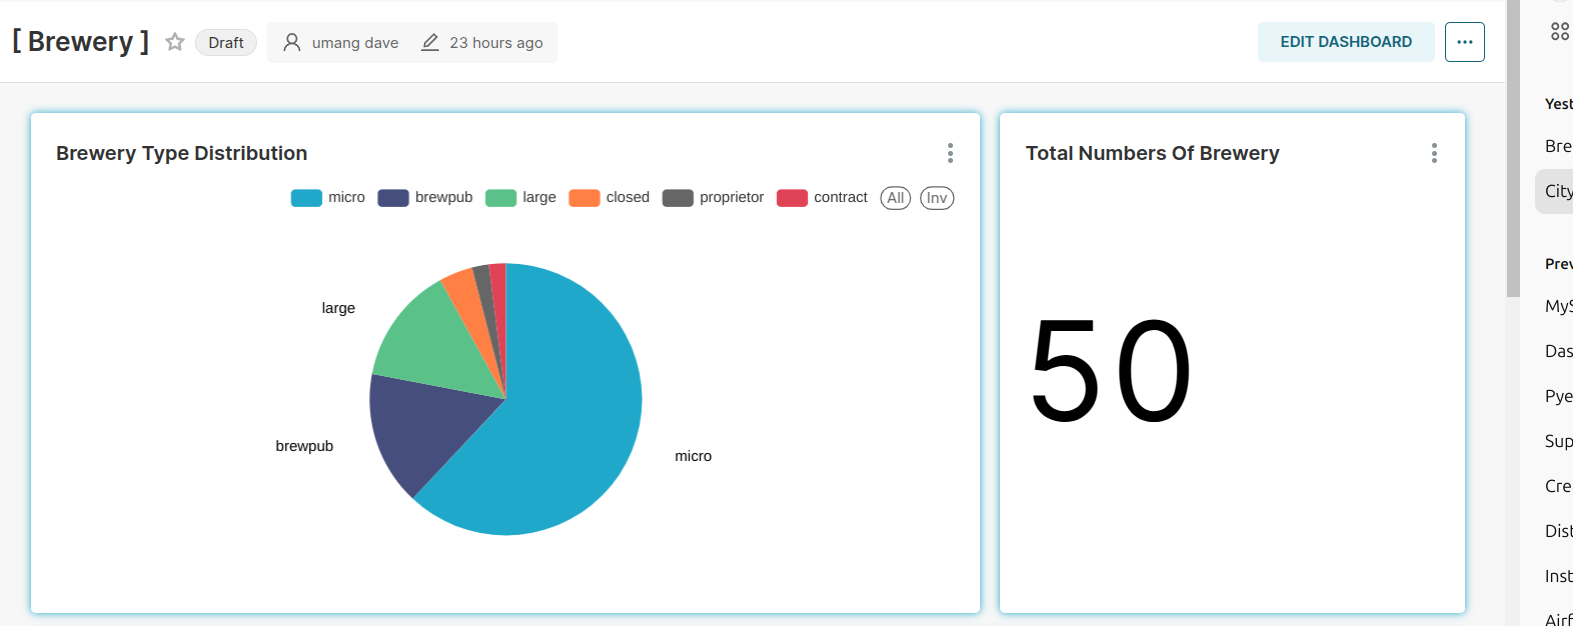 [ Brewery ] Draft umang dave 23 hours ago EDIT DASHBOARD ...
Brewery Type Distribution
micro brewpub large closed proprietor contract All Inv
large
brewpub
micro
Total Numbers Of Brewery
50
Yest
Bre
City
Prev
MyS
Das
Pye
Sup
Cre
Dist
Inst
Airf